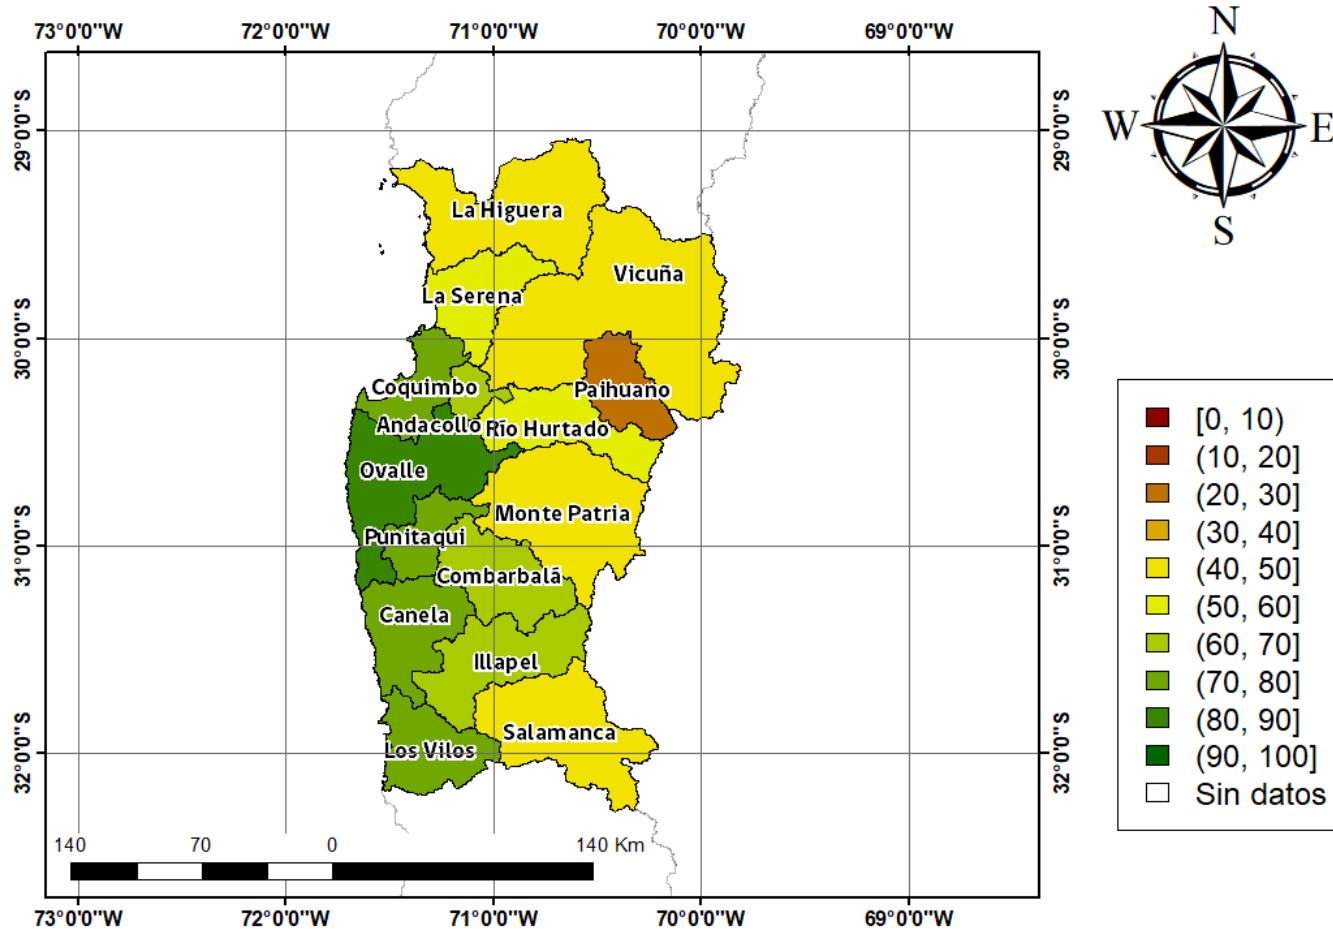 73°0'0"W 72°0'0"W 71°0'0"W 70°0'0"W 69°0'0"W
N
W E
S
29°0'0"S 29°0'0"S
30°0'0"S 30°0'0"S
31°0'0"S 31°0'0"S
32°0'0"S 32°0'0"S
La Higuera
Vicuña
La Serena
Coquimbo
Paihuano
Andacollo
Río Hurtado
Ovalle
Monte Patria
Punitaqui
Combarbalã
Canela
Illapel
Salamanca
Los Vilos
[0, 10)
(10, 20]
(20, 30]
(30, 40]
(40, 50]
(50, 60]
(60, 70]
(70, 80]
(80, 90]
(90, 100]
Sin datos
140 70 0 140 Km
73°0'0"W 72°0'0"W 71°0'0"W 70°0'0"W 69°0'0"W